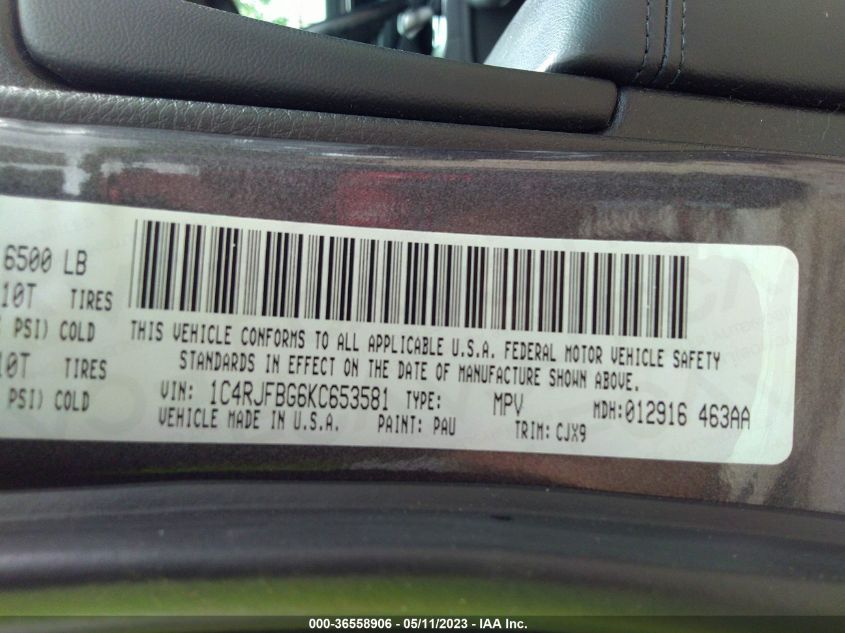 6500 LB
10T TIRES
PSI) COLD
10T TIRES
PSI) COLD
THIS VEHICLE CONFORMS TO ALL APPLICABLE U.S.A. FEDERAL MOTOR VEHICLE SAFETY
STANDARDS IN EFFECT ON THE DATE OF MANUFACTURE SHOWN ABOVE.
VIN: 1C4RJFBG6KC653581 TYPE: MPV MDH:012916 463AA
VEHICLE MADE IN U.S.A. PAINT: PAU TRIM: CJX9
000-36558906 - 05/11/2023 - IAA Inc.